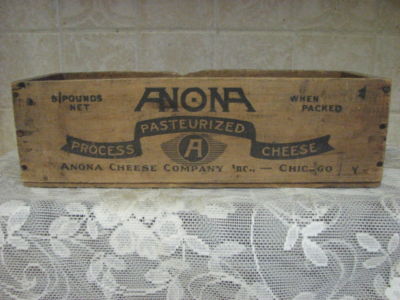 5 POUNDS NET
ANONA
WHEN PACKED
PASTEURIZED
PROCESS
A
CHEESE
ANONA CHEESE COMPANY INC., — CHICAGO